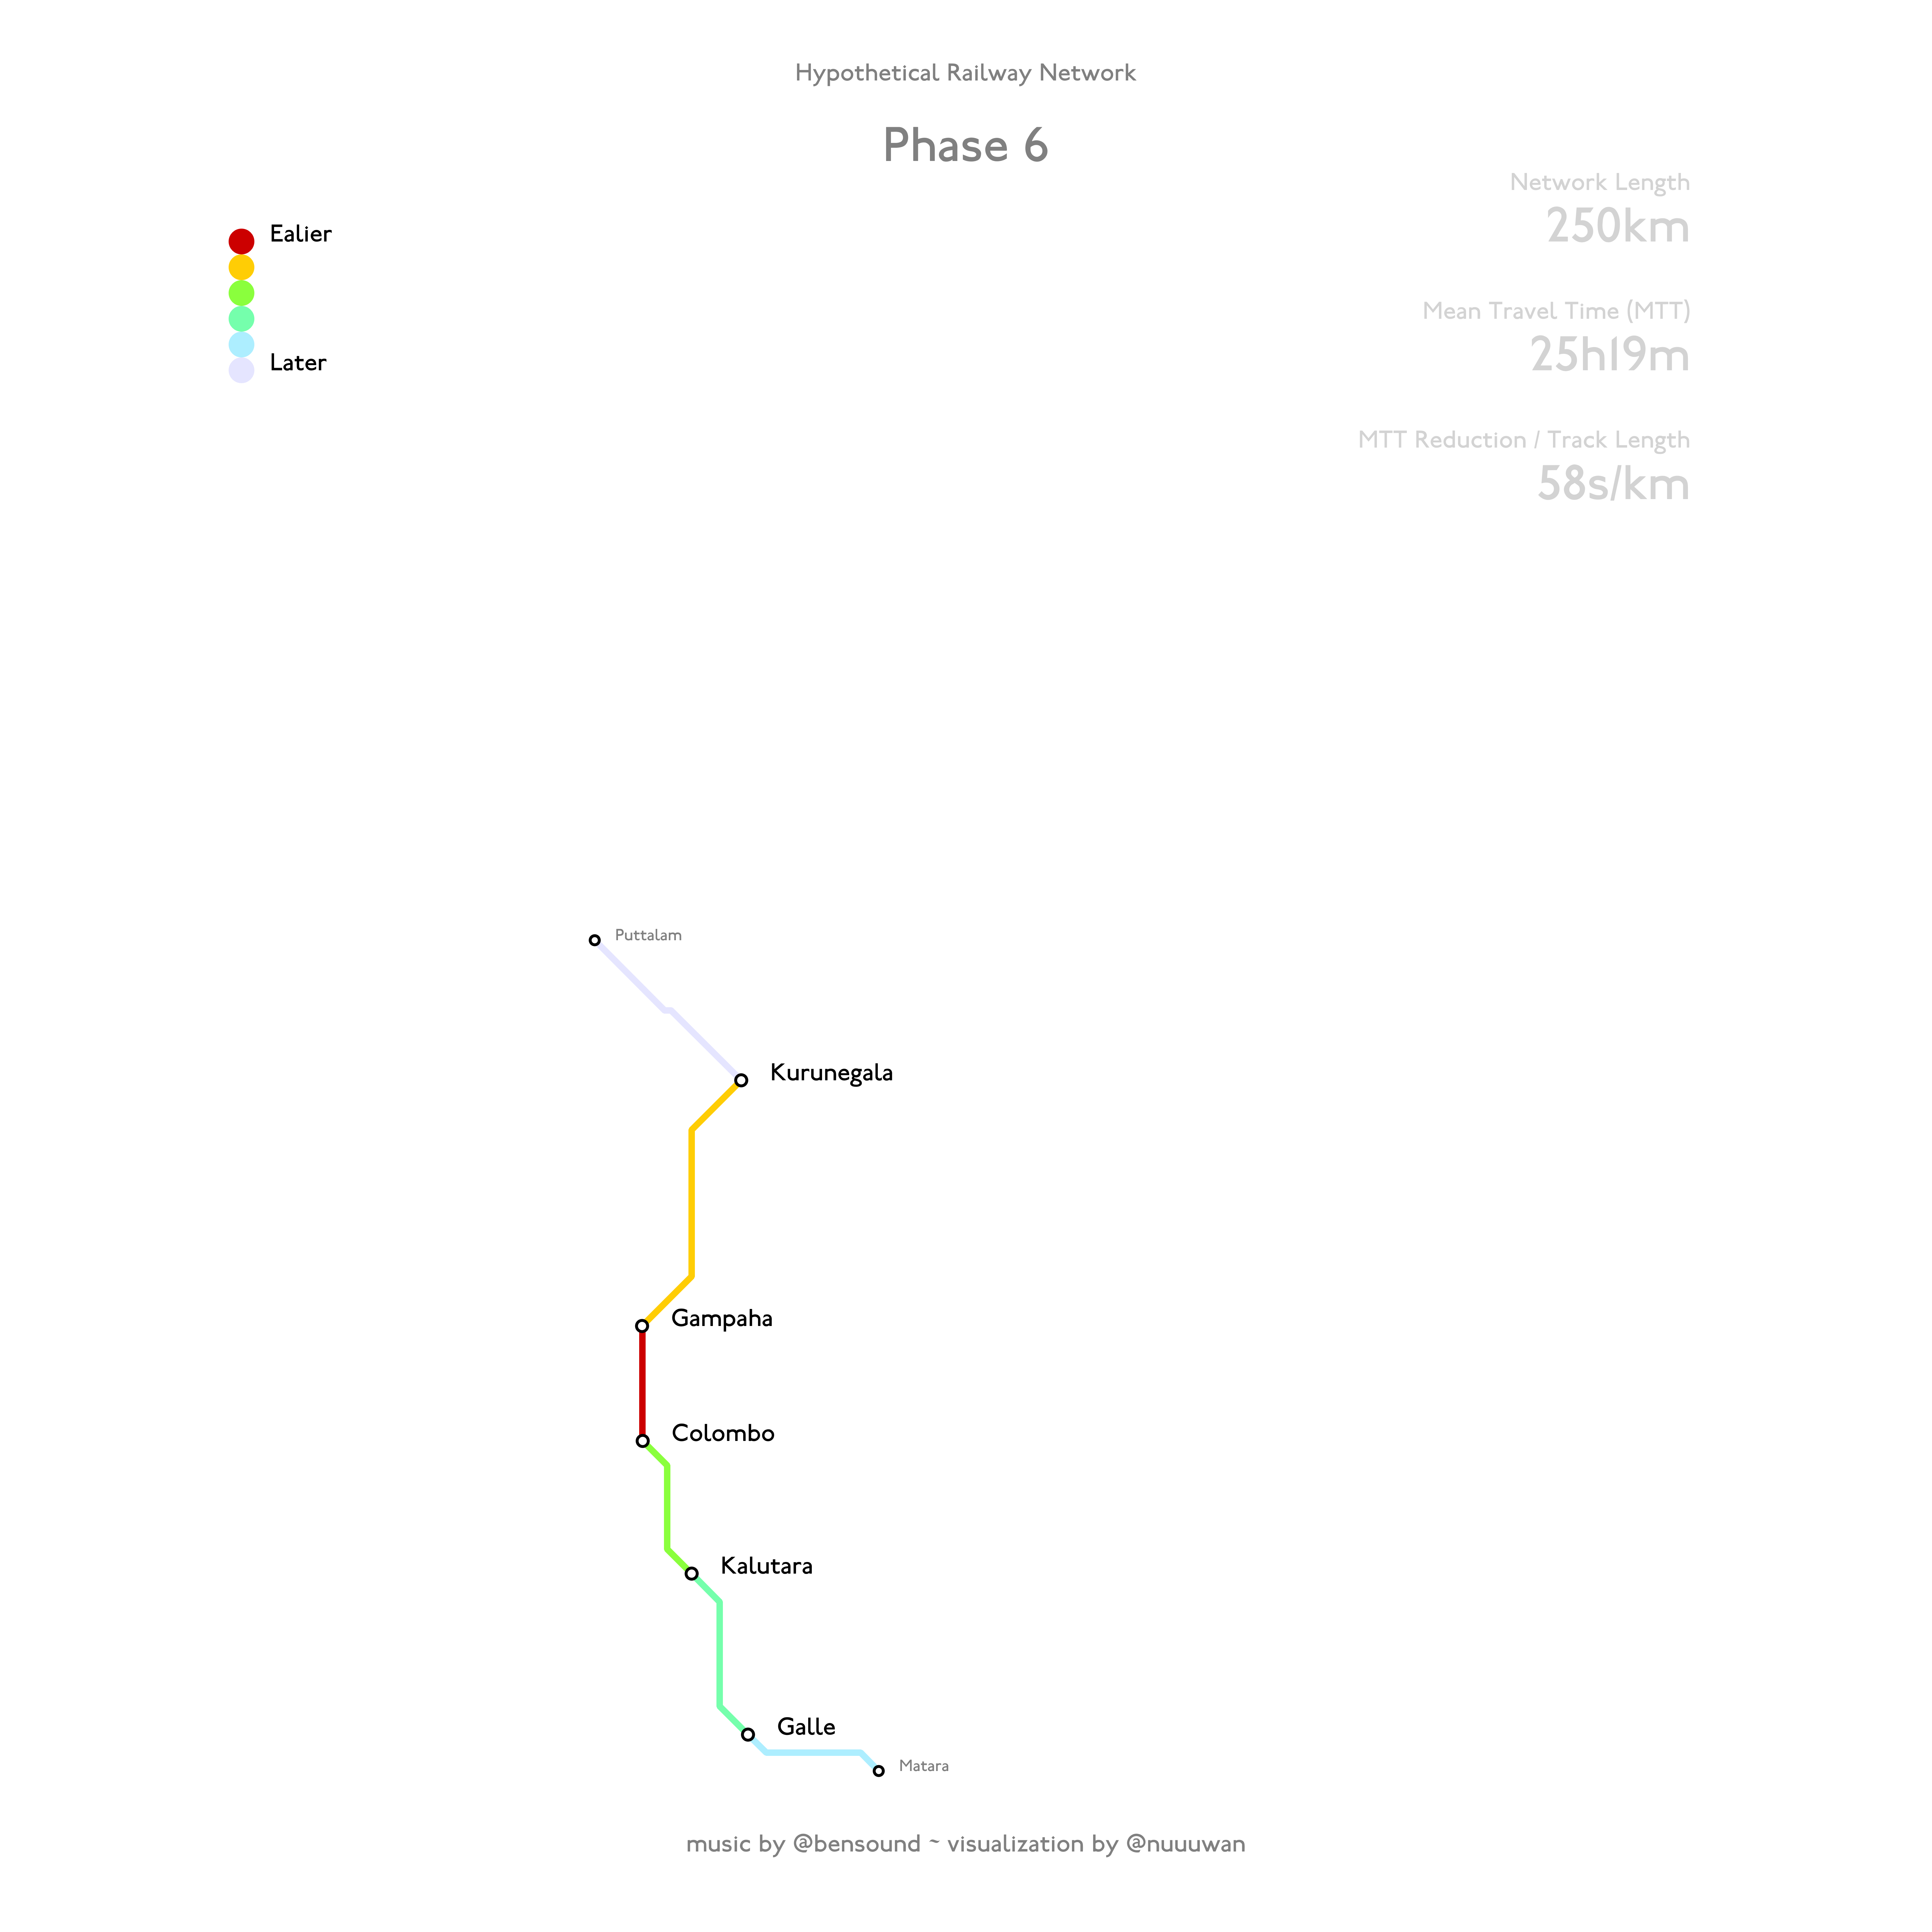 Hypothetical Railway Network
Phase 6
Network Length
250km
Ealier
Mean Travel Time (MTT)
25h19m
Later
MTT Reduction / Track Length
58s/km
Puttalam
Kurunegala
Gampaha
Colombo
Kalutara
Galle
Matara
music by @bensound ~ visualization by @nuuuwan